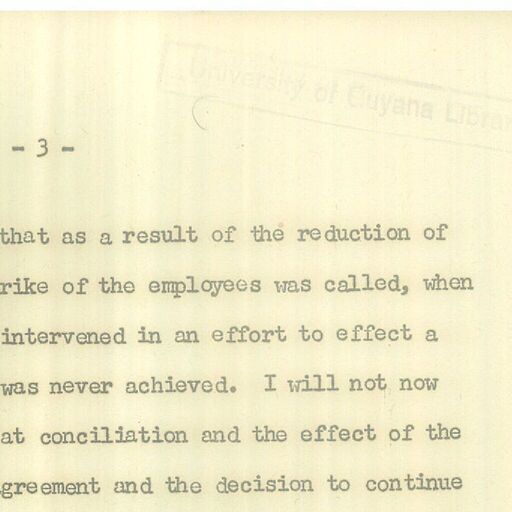 University of Guyana
- 3 -
that as a result of the reduction of
rike of the employees was called, when
intervened in an effort to effect a
was never achieved. I will not now
at conciliation and the effect of the
greement and the decision to continue